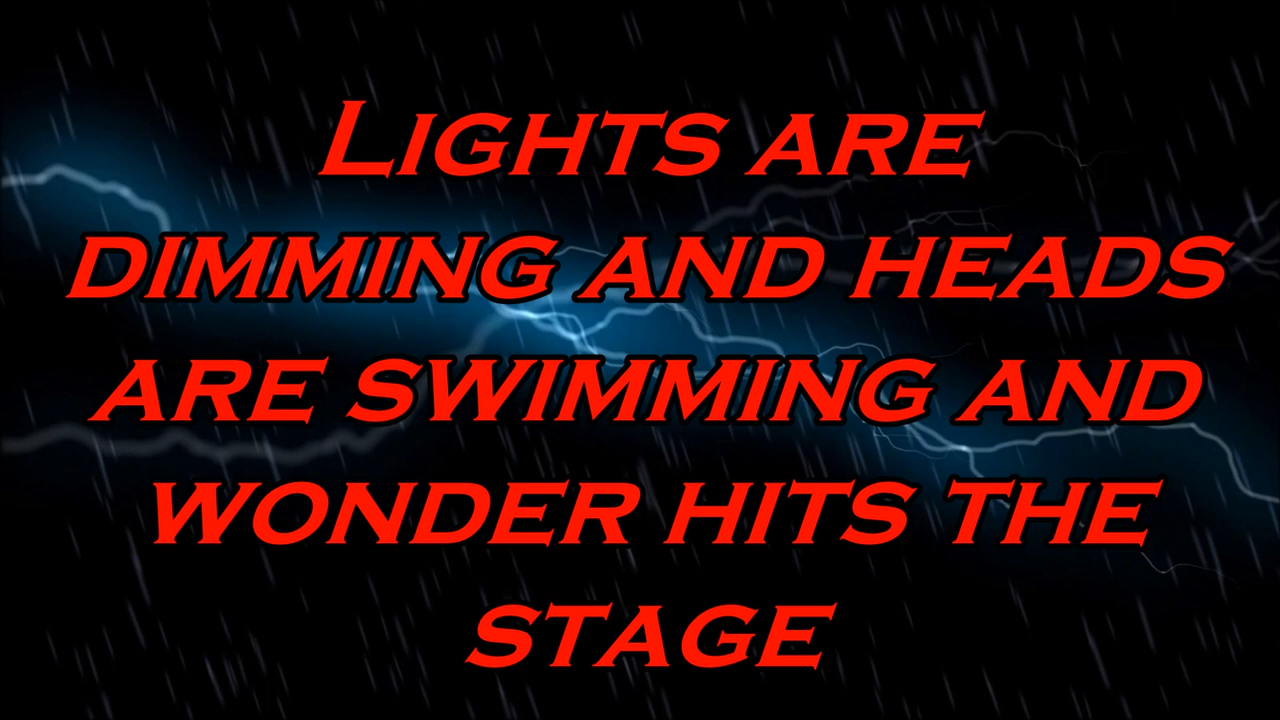 Lights are
dimming and heads
are swimming and
wonder hits the
stage